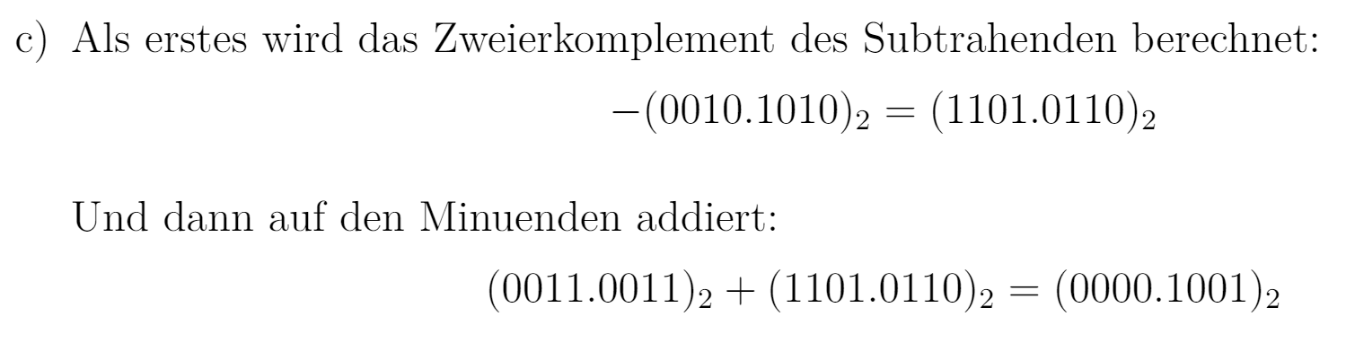 c) Als erstes wird das Zweierkomplement des Subtrahenden berechnet:
−(0010.1010)₂ = (1101.0110)₂
Und dann auf den Minuenden addiert:
(0011.0011)₂ + (1101.0110)₂ = (0000.1001)₂